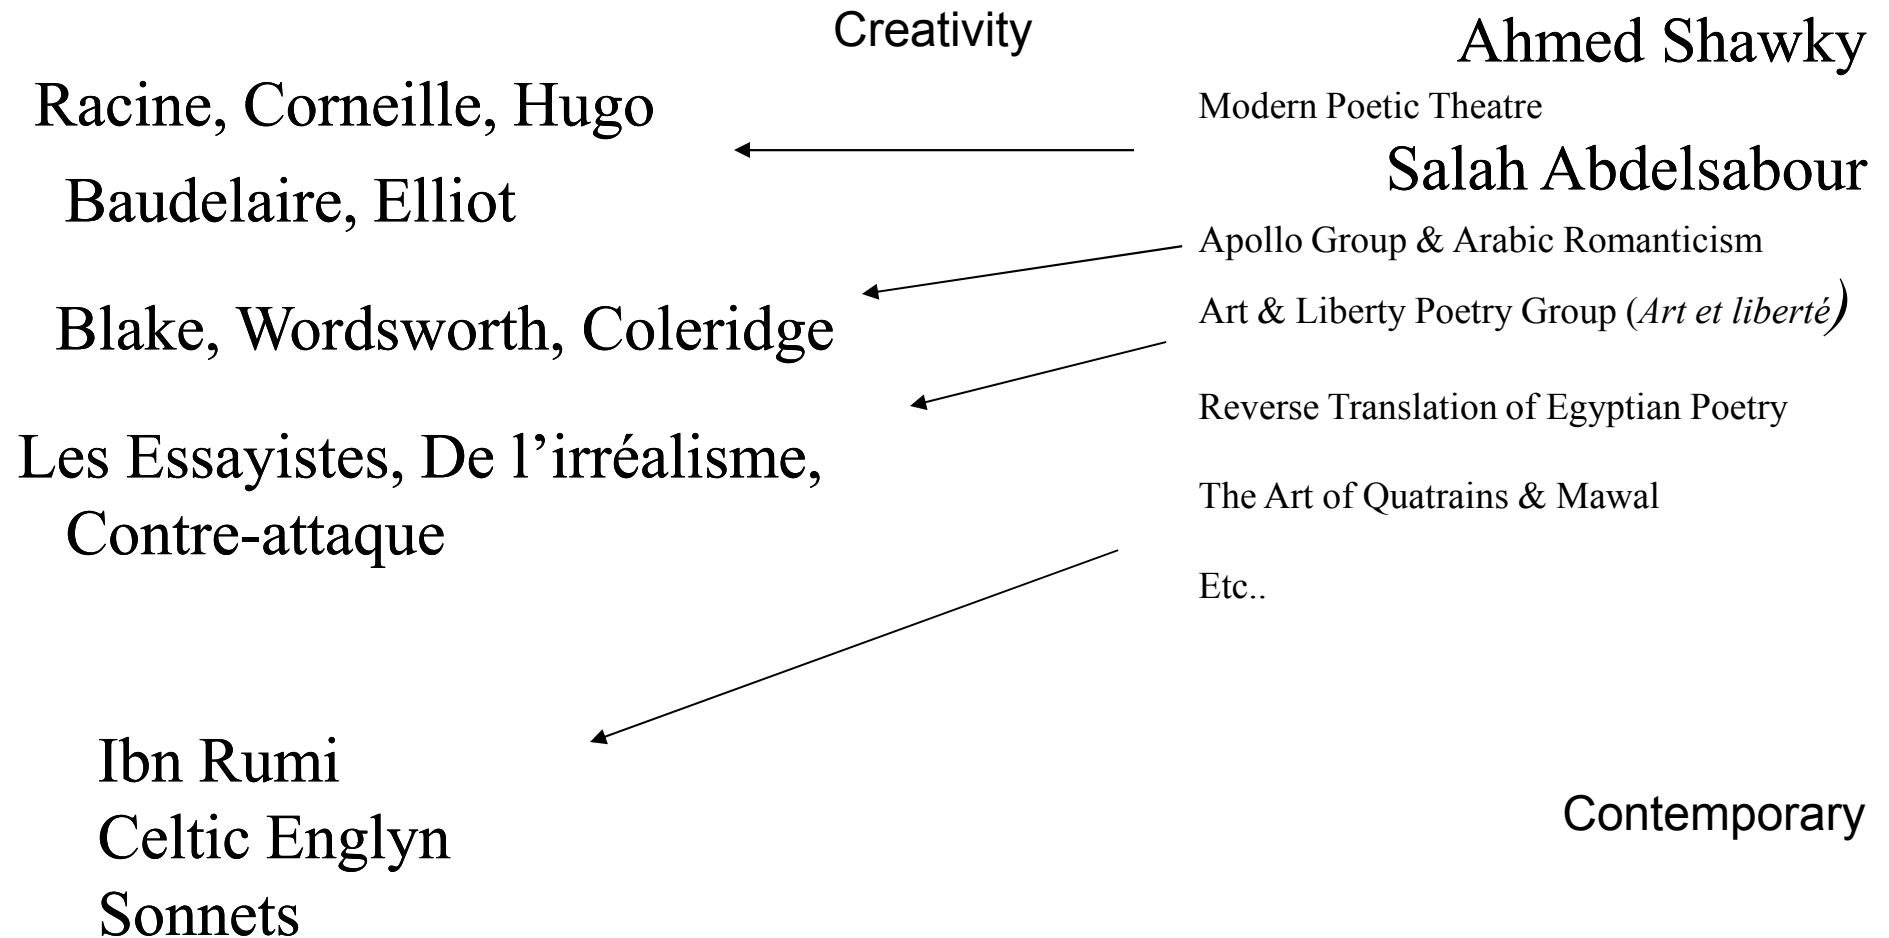 Creativity
Ahmed Shawky
Racine, Corneille, Hugo
Modern Poetic Theatre
Salah Abdelsabour
Baudelaire, Elliot
Apollo Group & Arabic Romanticism
Blake, Wordsworth, Coleridge
Art & Liberty Poetry Group (Art et liberté)
Reverse Translation of Egyptian Poetry
Les Essayistes, De l’irréalisme,
Contre-attaque
The Art of Quatrains & Mawal
Etc..
Ibn Rumi
Celtic Englyn
Sonnets
Contemporary